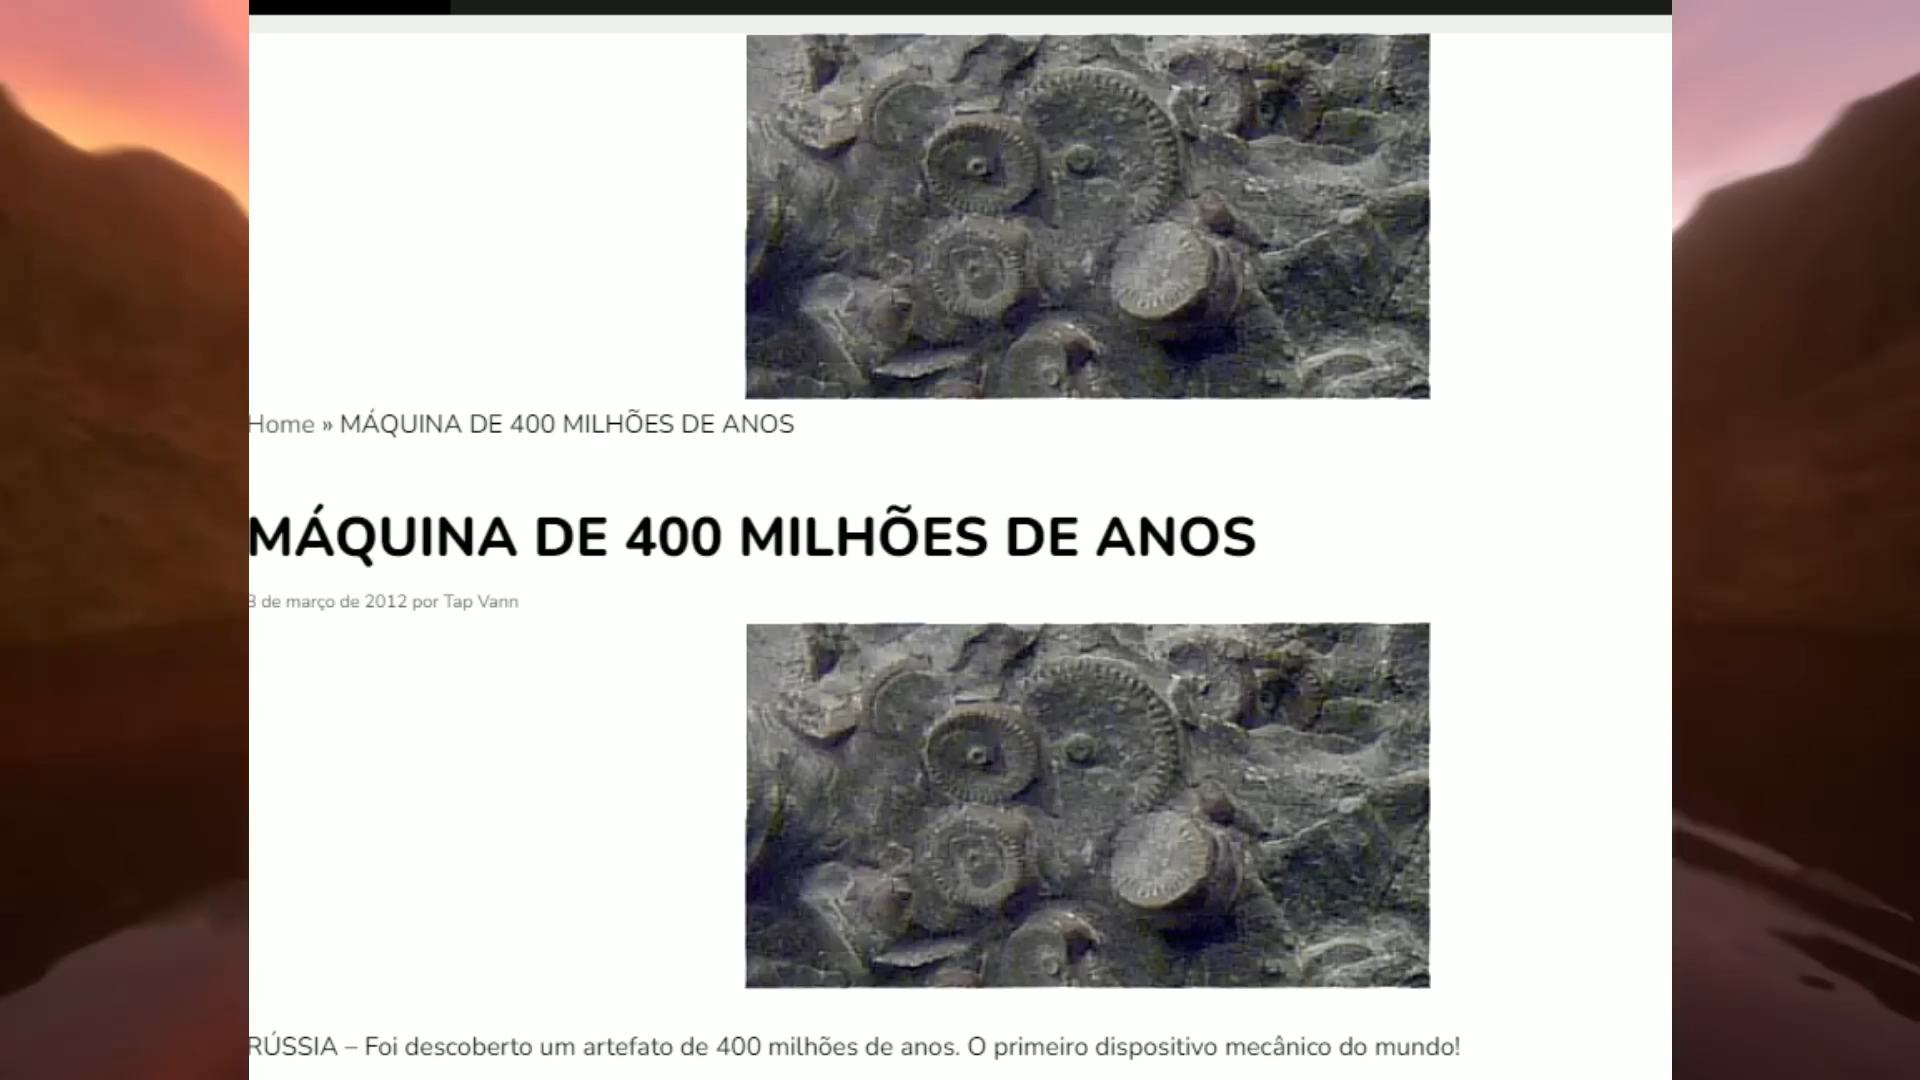 Home » MÁQUINA DE 400 MILHÕES DE ANOS
MÁQUINA DE 400 MILHÕES DE ANOS
8 de março de 2012 por Tap Vann
RÚSSIA – Foi descoberto um artefato de 400 milhões de anos. O primeiro dispositivo mecânico do mundo!